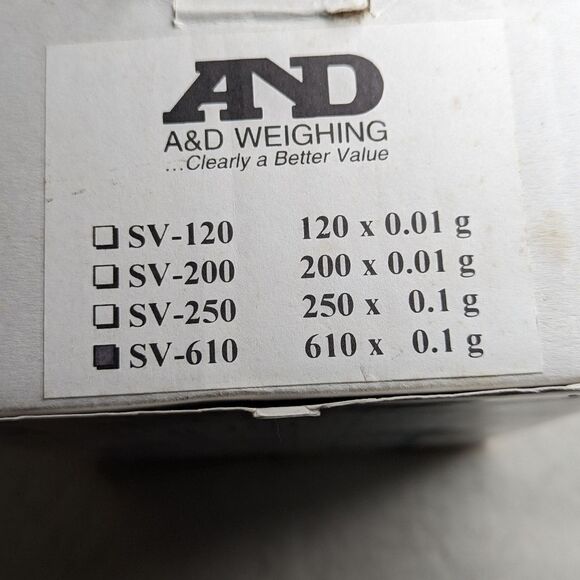 AND
A&D WEIGHING
...Clearly a Better Value
☐ SV-120 120 x 0.01 g
☐ SV-200 200 x 0.01 g
☐ SV-250 250 x 0.1 g
■ SV-610 610 x 0.1 g